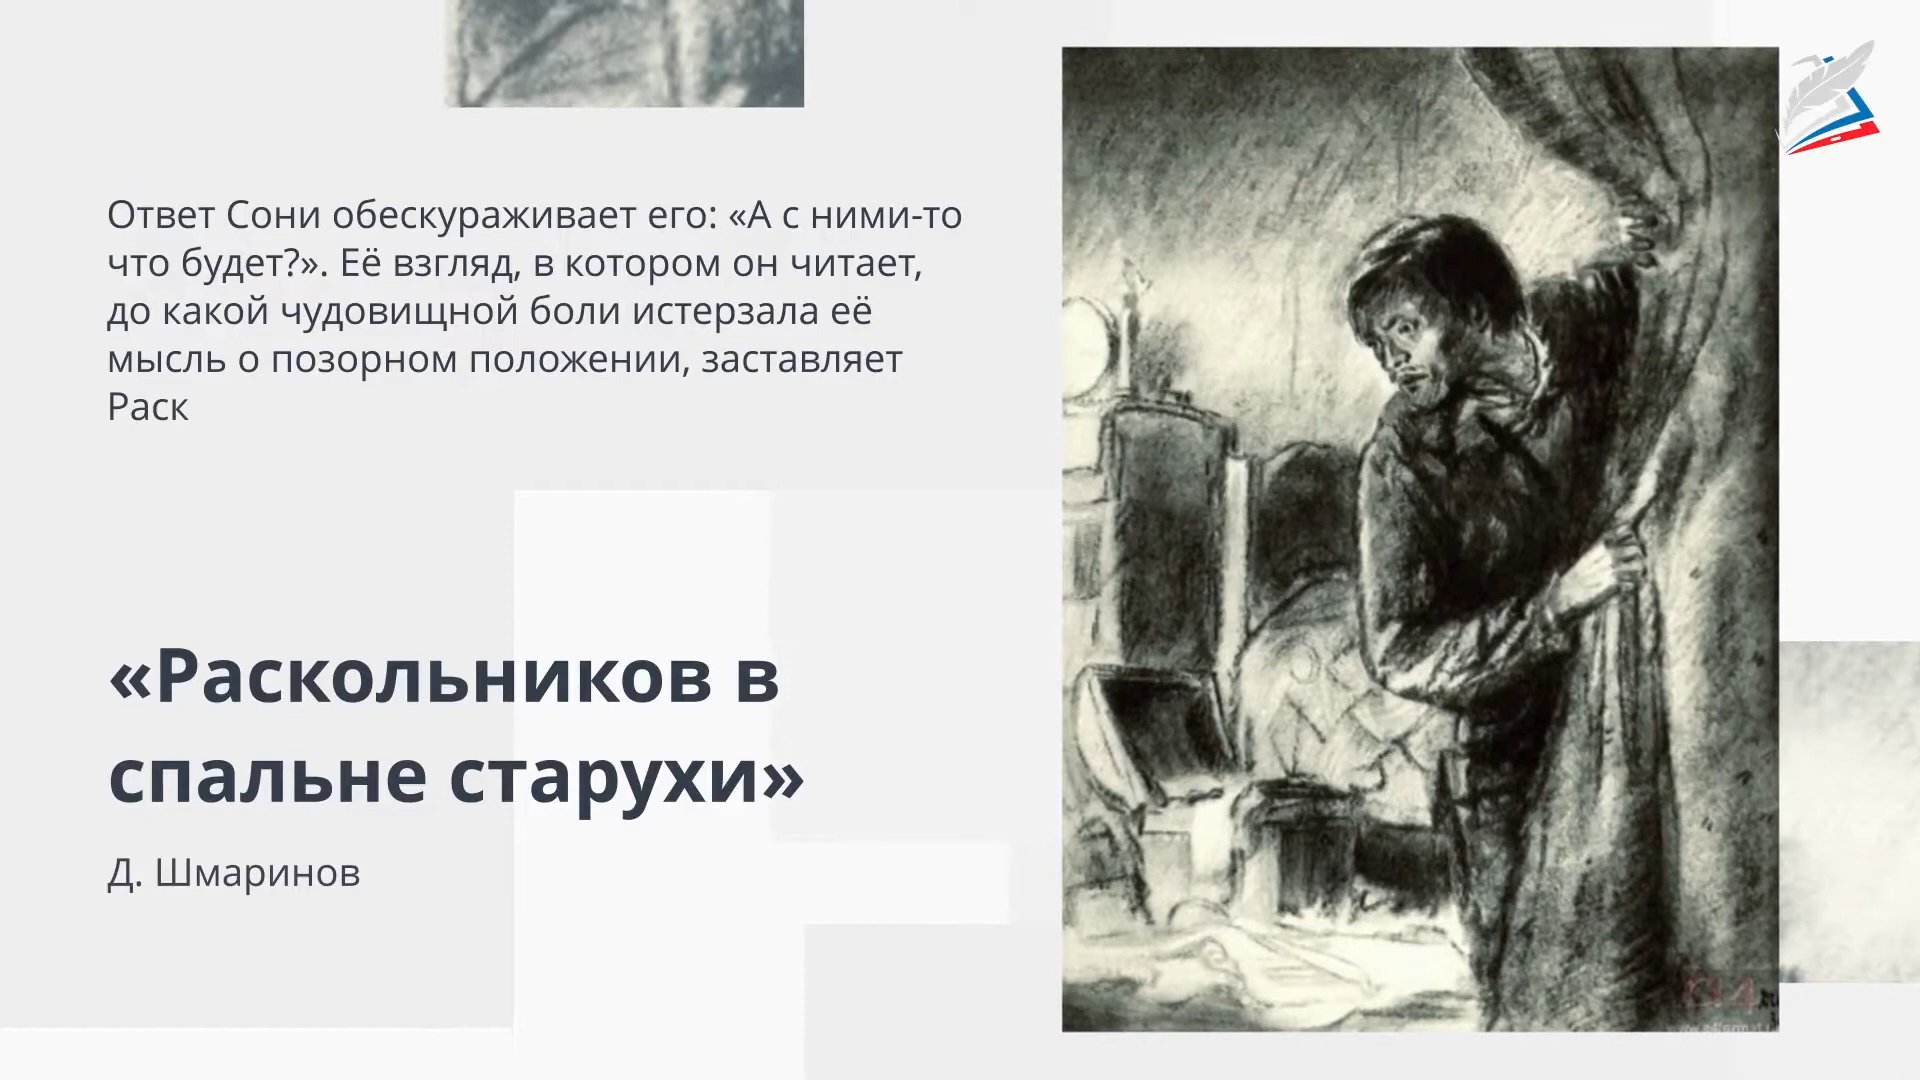 Ответ Сони обескураживает его: «А с ними-то
что будет?». Её взгляд, в котором он читает,
до какой чудовищной боли истерзала её
мысль о позорном положении, заставляет
Раск
«Раскольников в
спальне старухи»
Д. Шмаринов